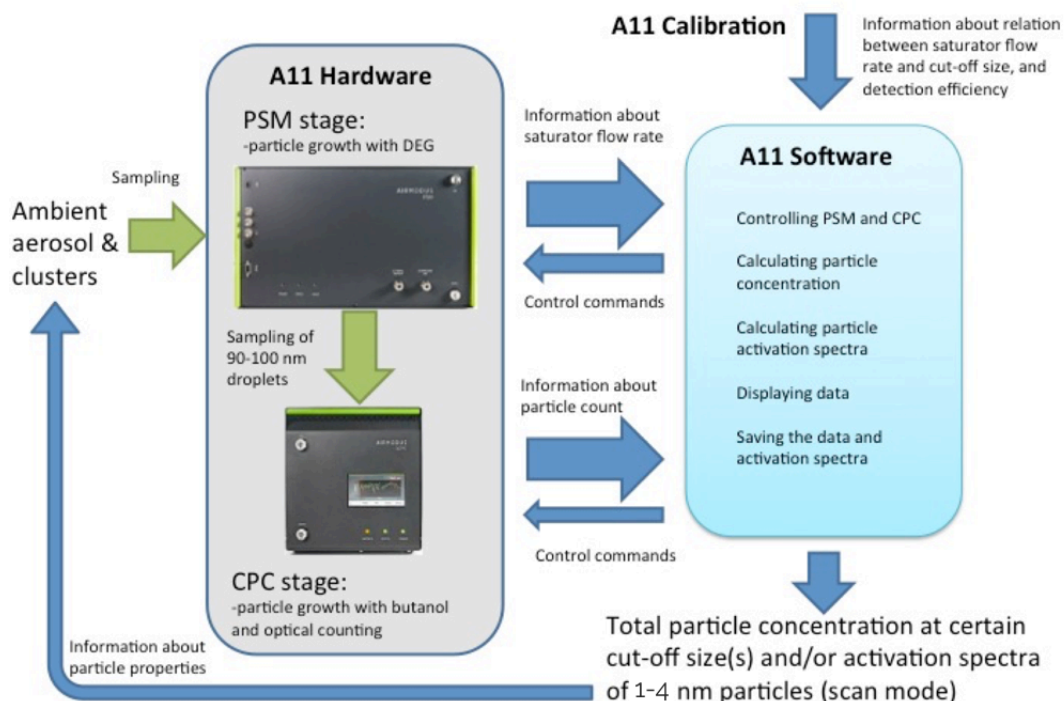 A11 Calibration
Information about relation
between saturator flow
rate and cut-off size, and
detection efficiency
A11 Hardware
PSM stage:
-particle growth with DEG
Sampling
Ambient
aerosol &
clusters
AIRMODUS
Information about
saturator flow rate
Control commands
Sampling of
90-100 nm
droplets
Information about
particle count
AIRMODUS
Control commands
CPC stage:
-particle growth with butanol
and optical counting
A11 Software
Controlling PSM and CPC
Calculating particle
concentration
Calculating particle
activation spectra
Displaying data
Saving the data and
activation spectra
Information about
particle properties
Total particle concentration at certain
cut-off size(s) and/or activation spectra
of 1-4 nm particles (scan mode)